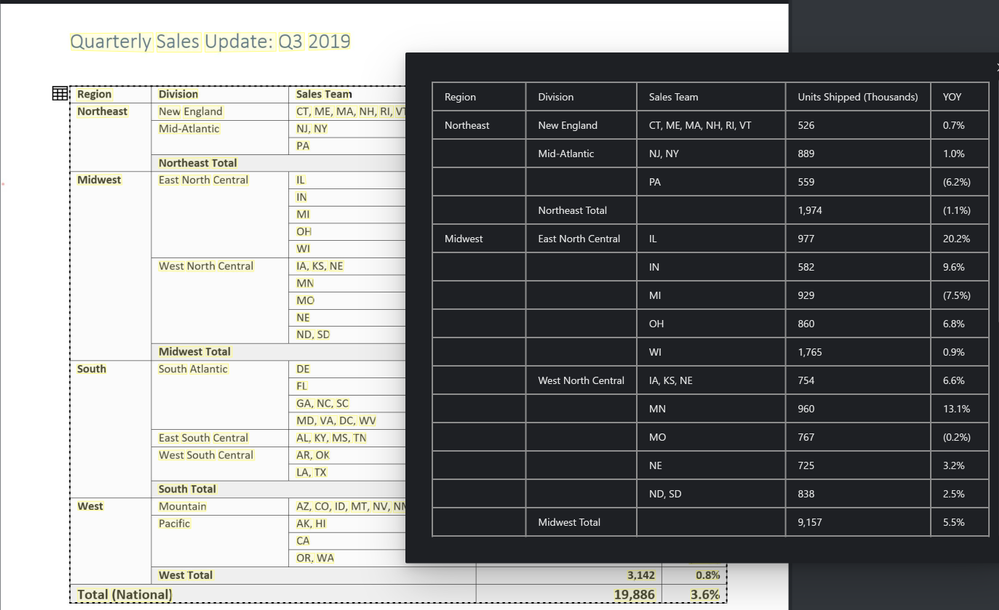 Quarterly Sales Update: Q3 2019
Region Division Sales Team
Northeast New England CT, ME, MA, NH, RI, VT
Mid-Atlantic NJ, NY
PA
Northeast Total
Midwest East North Central IL
IN
MI
OH
WI
West North Central IA, KS, NE
MN
MO
NE
ND, SD
Midwest Total
South South Atlantic DE
FL
GA, NC, SC
MD, VA, DC, WV
East South Central AL, KY, MS, TN
West South Central AR, OK
LA, TX
South Total
West Mountain AZ, CO, ID, MT, NV, NM
Pacific AK, HI
CA
OR, WA
West Total 3,142 0.8%
Total (National) 19,886 3.6%
Region Division Sales Team Units Shipped (Thousands) YOY
Northeast New England CT, ME, MA, NH, RI, VT 526 0.7%
Mid-Atlantic NJ, NY 889 1.0%
PA 559 (6.2%)
Northeast Total 1,974 (1.1%)
Midwest East North Central IL 977 20.2%
IN 582 9.6%
MI 929 (7.5%)
OH 860 6.8%
WI 1,765 0.9%
West North Central IA, KS, NE 754 6.6%
MN 960 13.1%
MO 767 (0.2%)
NE 725 3.2%
ND, SD 838 2.5%
Midwest Total 9,157 5.5%